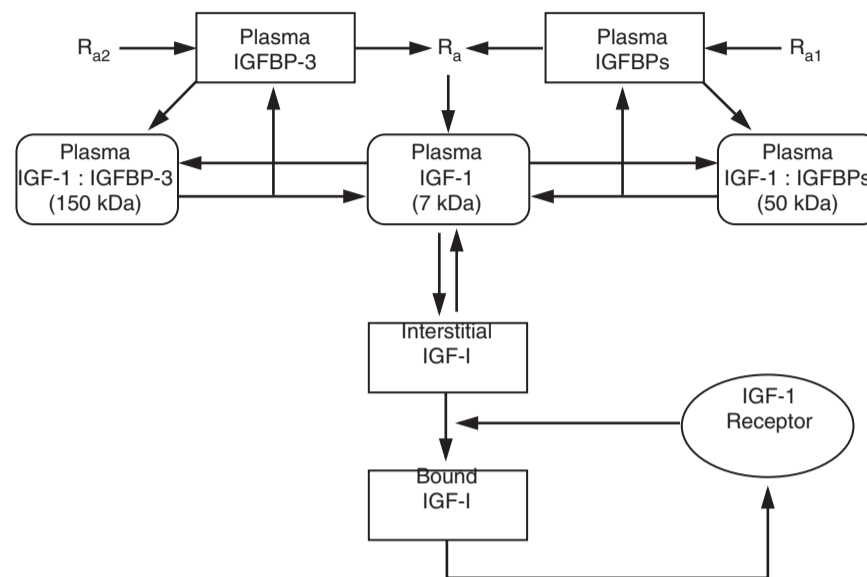 R_a2
Plasma
IGFBP-3
R_a
Plasma
IGFBPs
R_a1
Plasma
IGF-1 : IGFBP-3
(150 kDa)
Plasma
IGF-1
(7 kDa)
Plasma
IGF-1 : IGFBPs
(50 kDa)
Interstitial
IGF-I
IGF-1
Receptor
Bound
IGF-I